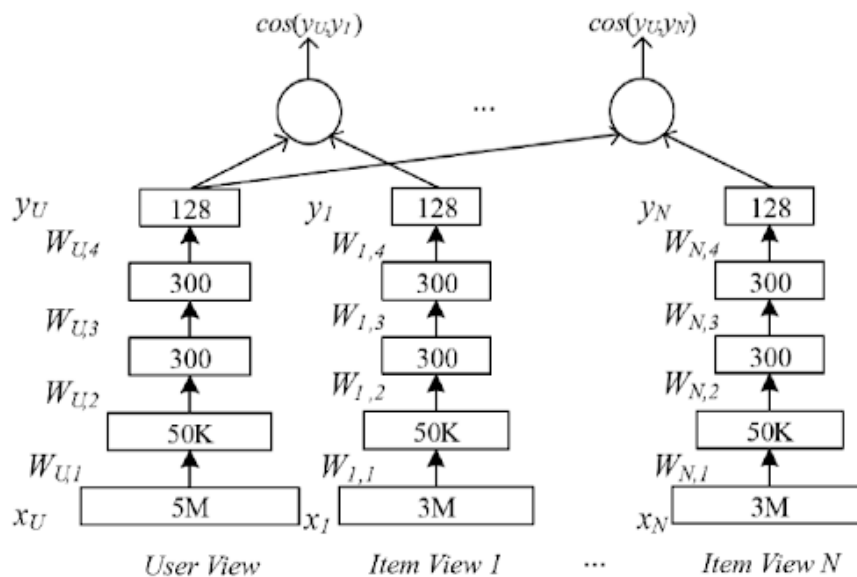 cos(y_U,y_1) cos(y_U,y_N)
...
y_U 128 y_1 128 y_N 128
W_U,4 W_1,4 W_N,4
300 300 300
W_U,3 W_1,3 W_N,3
300 300 300
W_U,2 W_1,2 W_N,2
50K 50K 50K
W_U,1 W_1,1 W_N,1
x_U 5M x_1 3M x_N 3M
User View Item View 1 ... Item View N